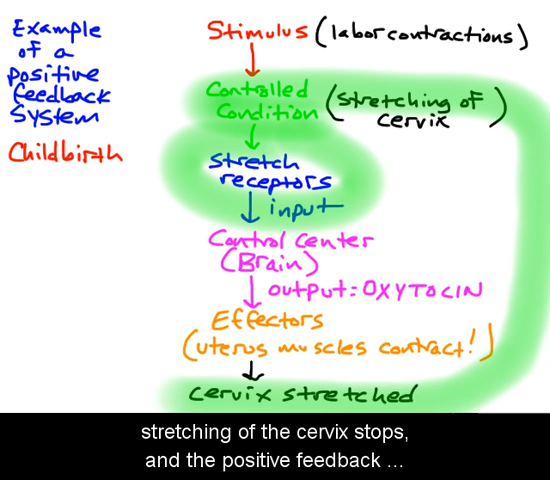 Example
of a
positive
feedback
system
Childbirth
Stimulus (labor contractions)
Controlled
Condition (stretching of
cervix)
stretch
receptors
input
Control center
(Brain)
output: OXYTOCIN
Effectors
(uterus muscles contract!)
cervix stretched
stretching of the cervix stops,
and the positive feedback ...